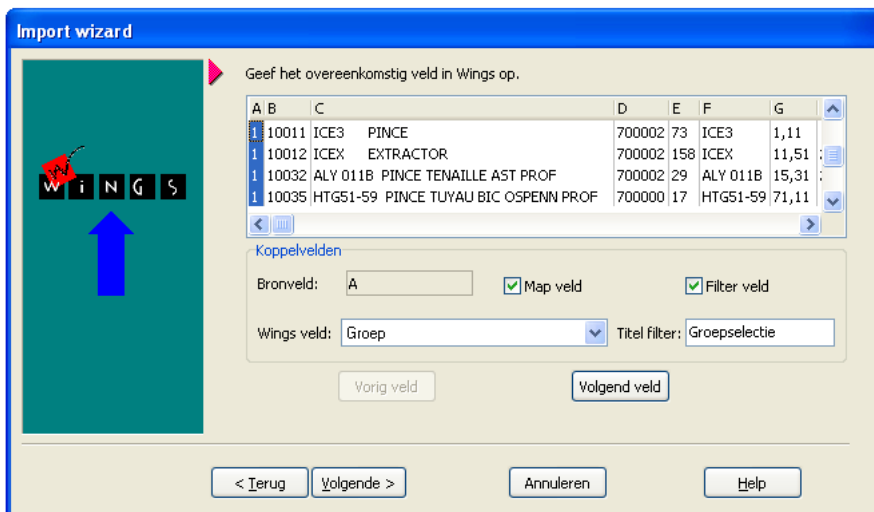 Import wizard
WiNGS
W
Geef het overeenkomstig veld in Wings op.
A B C D E F G
1 10011 ICE3 PINCE 700002 73 ICE3 1,11
1 10012 ICEX EXTRACTOR 700002 158 ICEX 11,51
1 10032 ALY 011B PINCE TENAILLE AST PROF 700002 29 ALY 011B 15,31
1 10035 HTG51-59 PINCE TUYAU BIC OSPENN PROF 700000 17 HTG51-59 71,11
Koppelvelden
Bronveld: A Map veld Filter veld
Wings veld: Groep Titel filter: Groepselectie
Vorig veld Volgend veld
< Terug Volgende > Annuleren Help